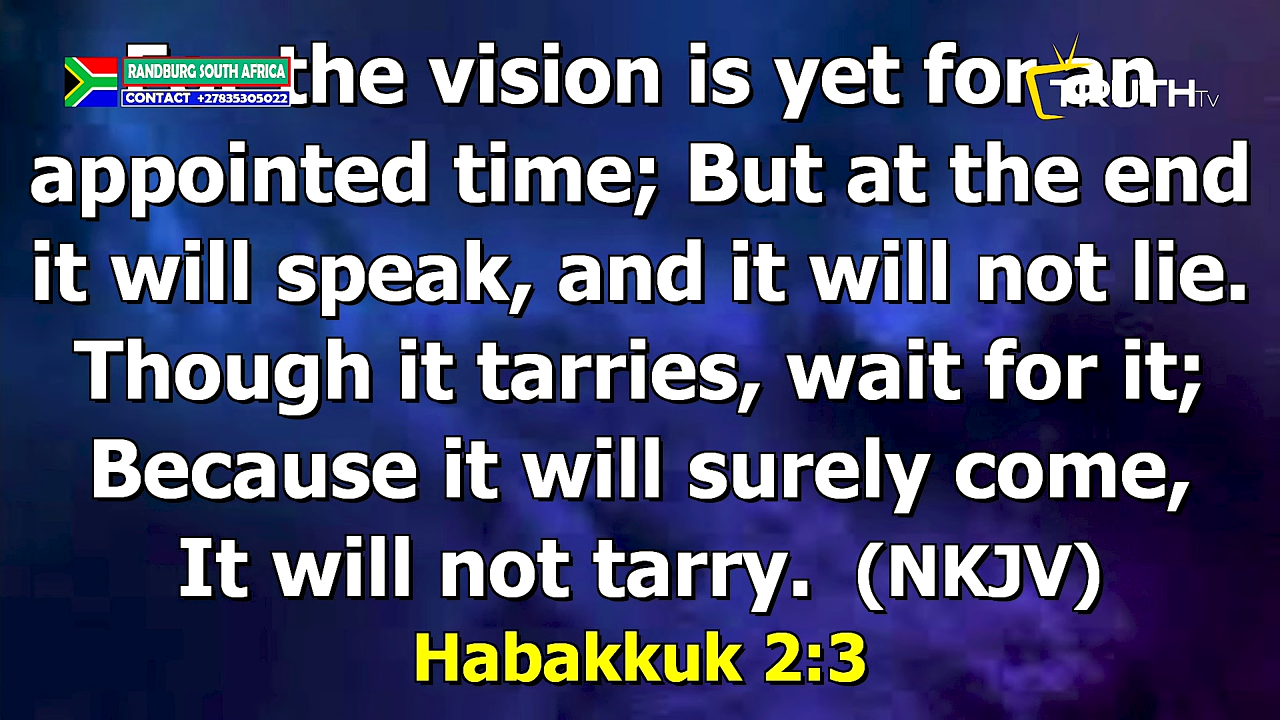 For the vision is yet for an
RANDBURG SOUTH AFRICA
CONTACT +27835305022
TRUTH TV
appointed time; But at the end
it will speak, and it will not lie.
Though it tarries, wait for it;
Because it will surely come,
It will not tarry. (NKJV)
Habakkuk 2:3